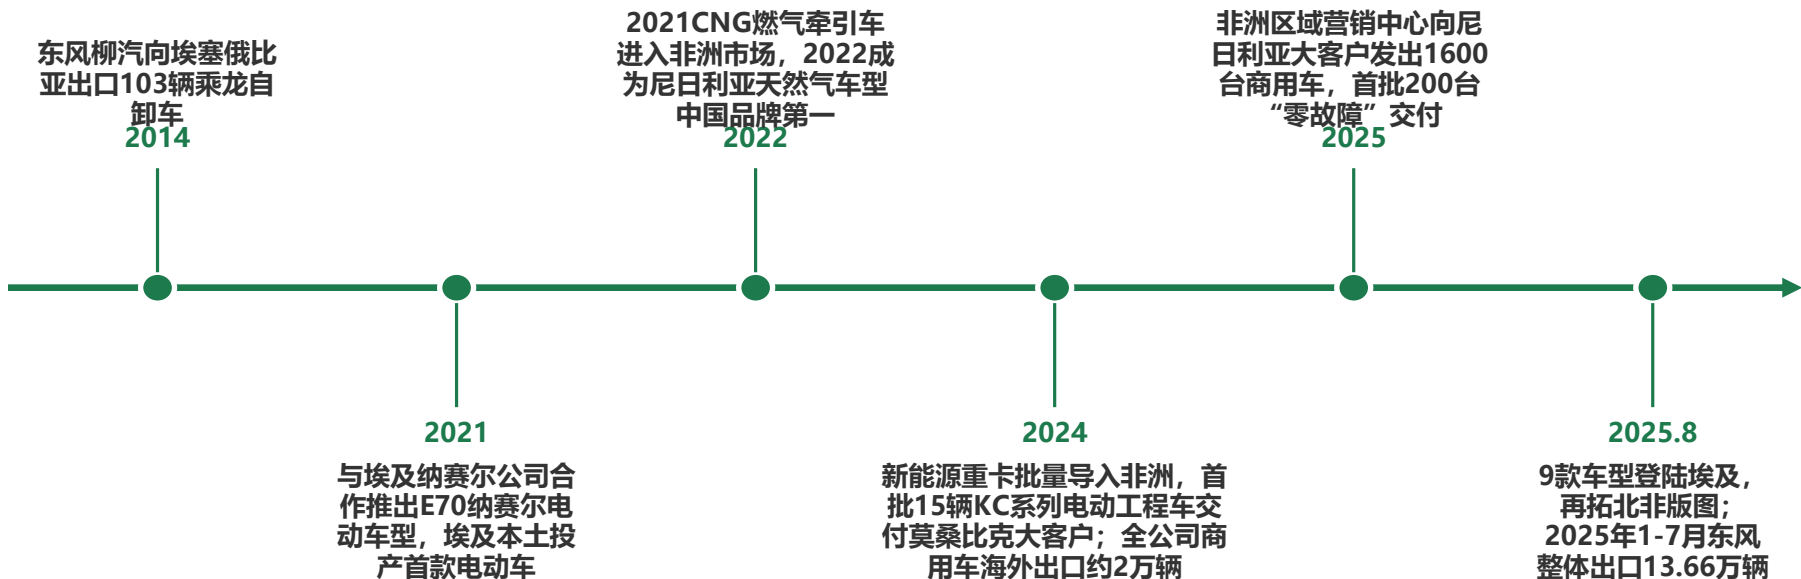 东风柳汽向埃塞俄比
亚出口103辆乘龙自
卸车
2014
2021CNG燃气牵引车
进入非洲市场，2022成
为尼日利亚天然气车型
中国品牌第一
2022
非洲区域营销中心向尼
日利亚大客户发出1600
台商用车，首批200台
“零故障”交付
2025
2021
与埃及纳赛尔公司合
作推出E70纳赛尔电
动车型，埃及本土投
产首款电动车
2024
新能源重卡批量导入非洲，首
批15辆KC系列电动工程车交
付莫桑比克大客户；全公司商
用车海外出口约2万辆
2025.8
9款车型登陆埃及，
再拓北非版图；
2025年1-7月东风
整体出口13.66万辆